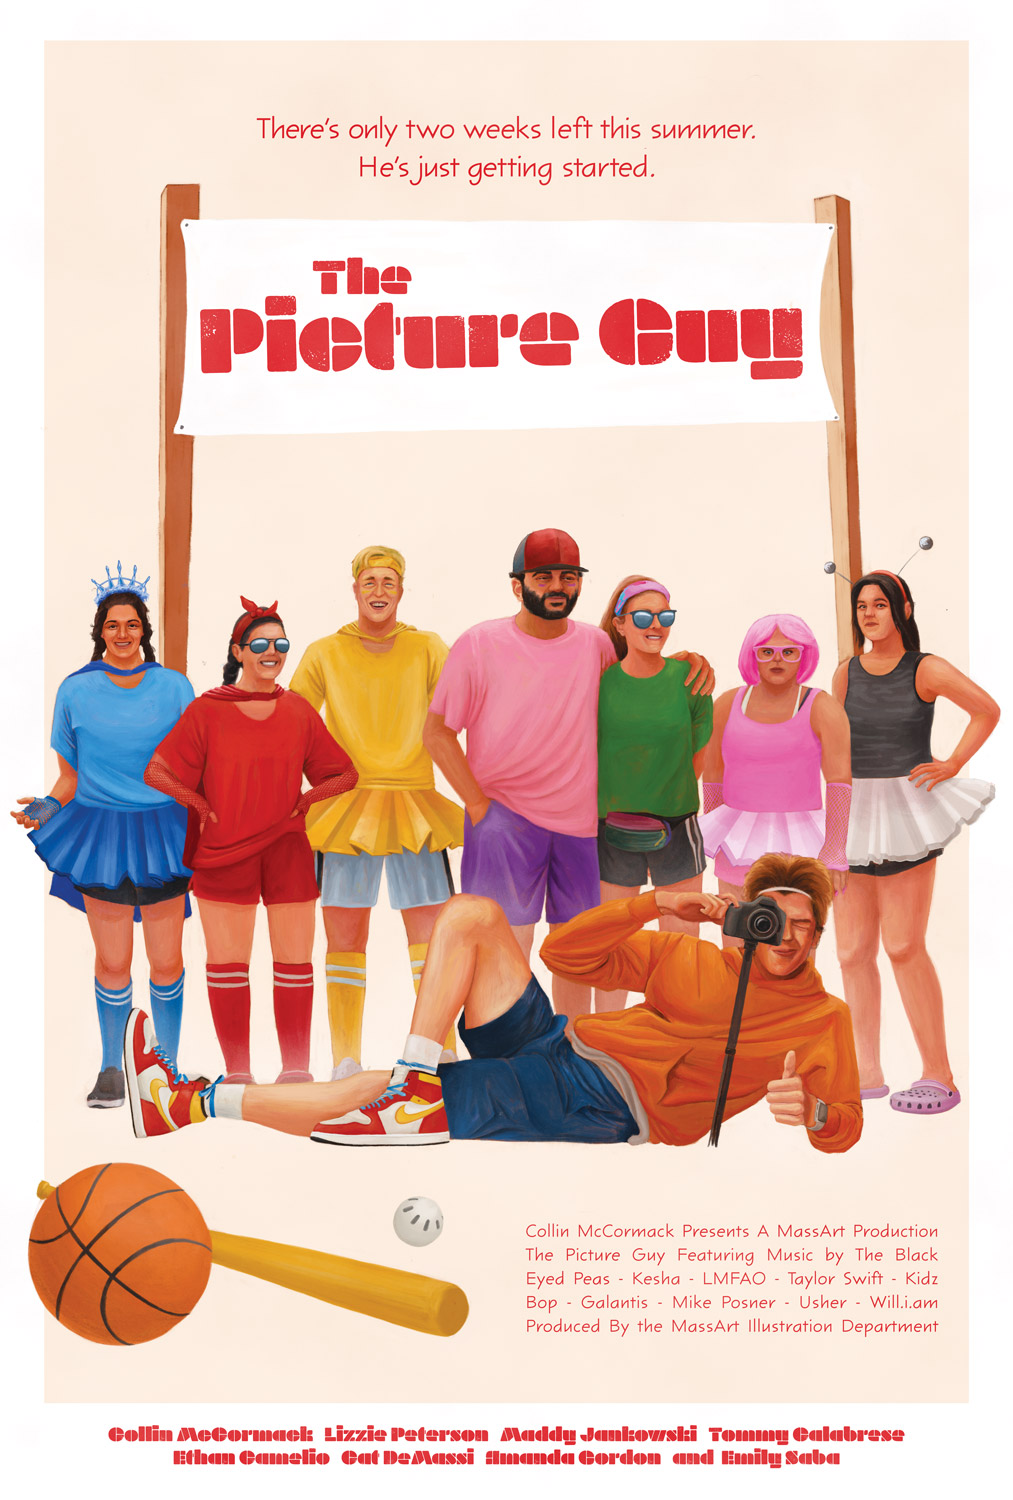 There's only two weeks left this summer.
He's just getting started.
The
Picture Guy
Collin McCormack Presents A MassArt Production
The Picture Guy Featuring Music by The Black
Eyed Peas - Kesha - LMFAO - Taylor Swift - Kidz
Bop - Galantis - Mike Posner - Usher - Will.i.am
Produced By the MassArt Illustration Department
Collin McCormack Lizzie Peterson Maddy Jankowski Tommy Calabrese
Ethan Camelio Cat DeMassi Amanda Gordon and Emily Saba